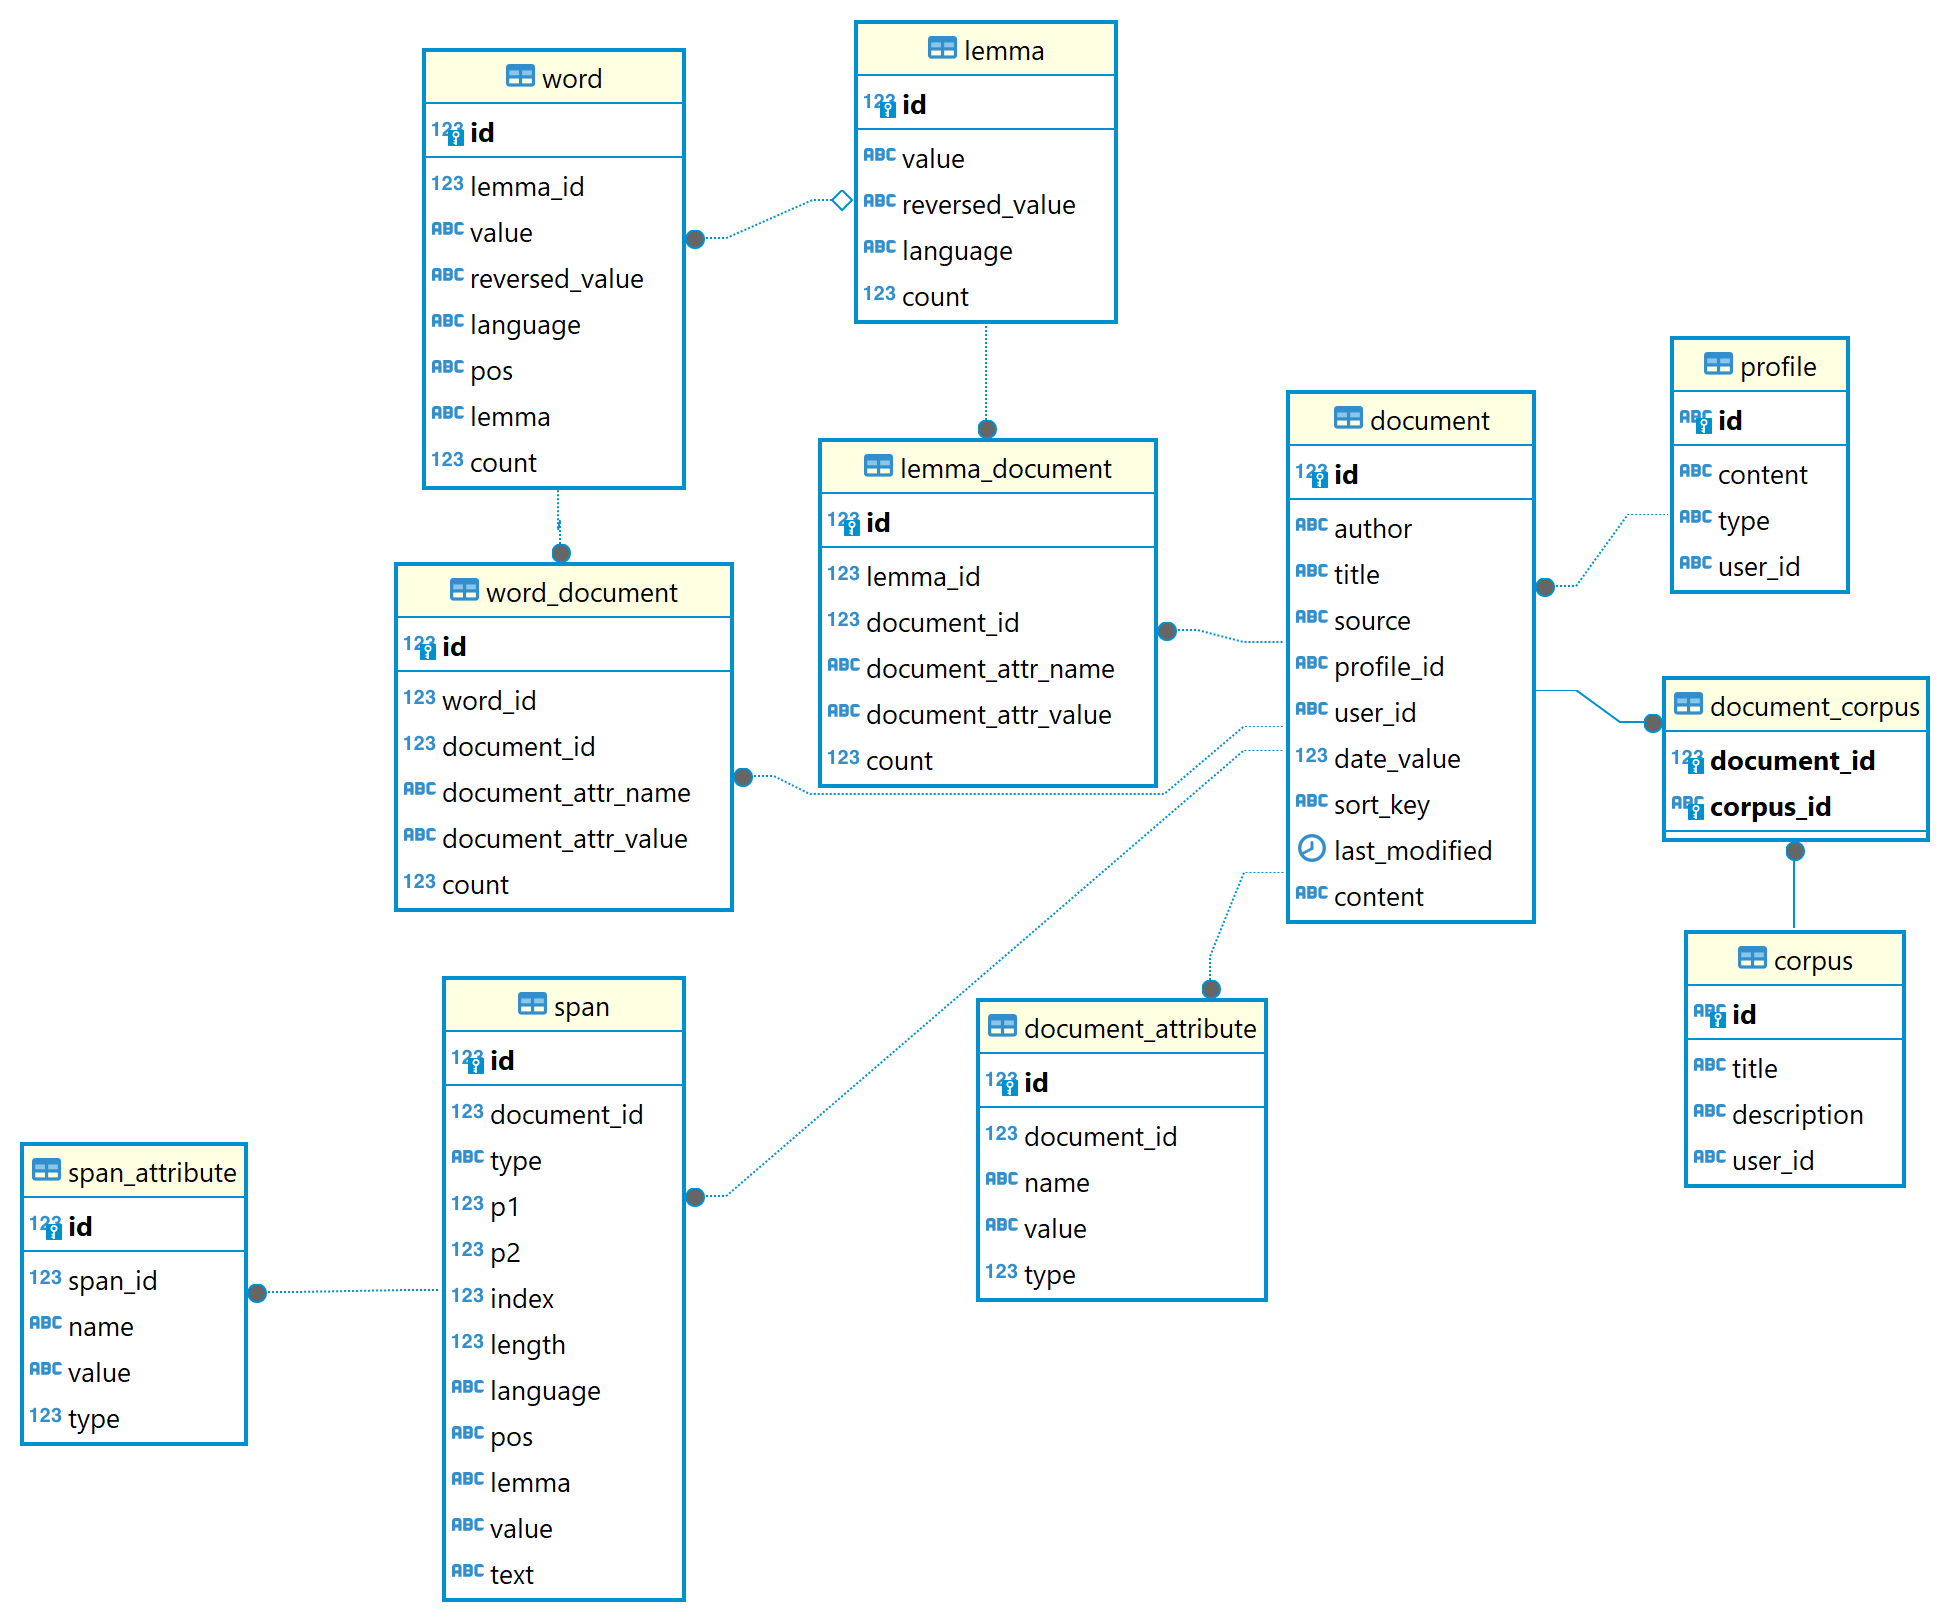 word
123 id
123 lemma_id
ABC value
ABC reversed_value
ABC language
ABC pos
ABC lemma
123 count
lemma
123 id
ABC value
ABC reversed_value
ABC language
123 count
word_document
123 id
123 word_id
123 document_id
ABC document_attr_name
ABC document_attr_value
123 count
lemma_document
123 id
123 lemma_id
123 document_id
ABC document_attr_name
ABC document_attr_value
123 count
document
123 id
ABC author
ABC title
ABC source
ABC profile_id
ABC user_id
123 date_value
ABC sort_key
last_modified
ABC content
profile
ABC id
ABC content
ABC type
ABC user_id
document_corpus
123 document_id
ABC corpus_id
corpus
ABC id
ABC title
ABC description
ABC user_id
span_attribute
123 id
123 span_id
ABC name
ABC value
123 type
span
123 id
123 document_id
ABC type
123 p1
123 p2
123 index
123 length
ABC language
ABC pos
ABC lemma
ABC value
ABC text
document_attribute
123 id
123 document_id
ABC name
ABC value
123 type